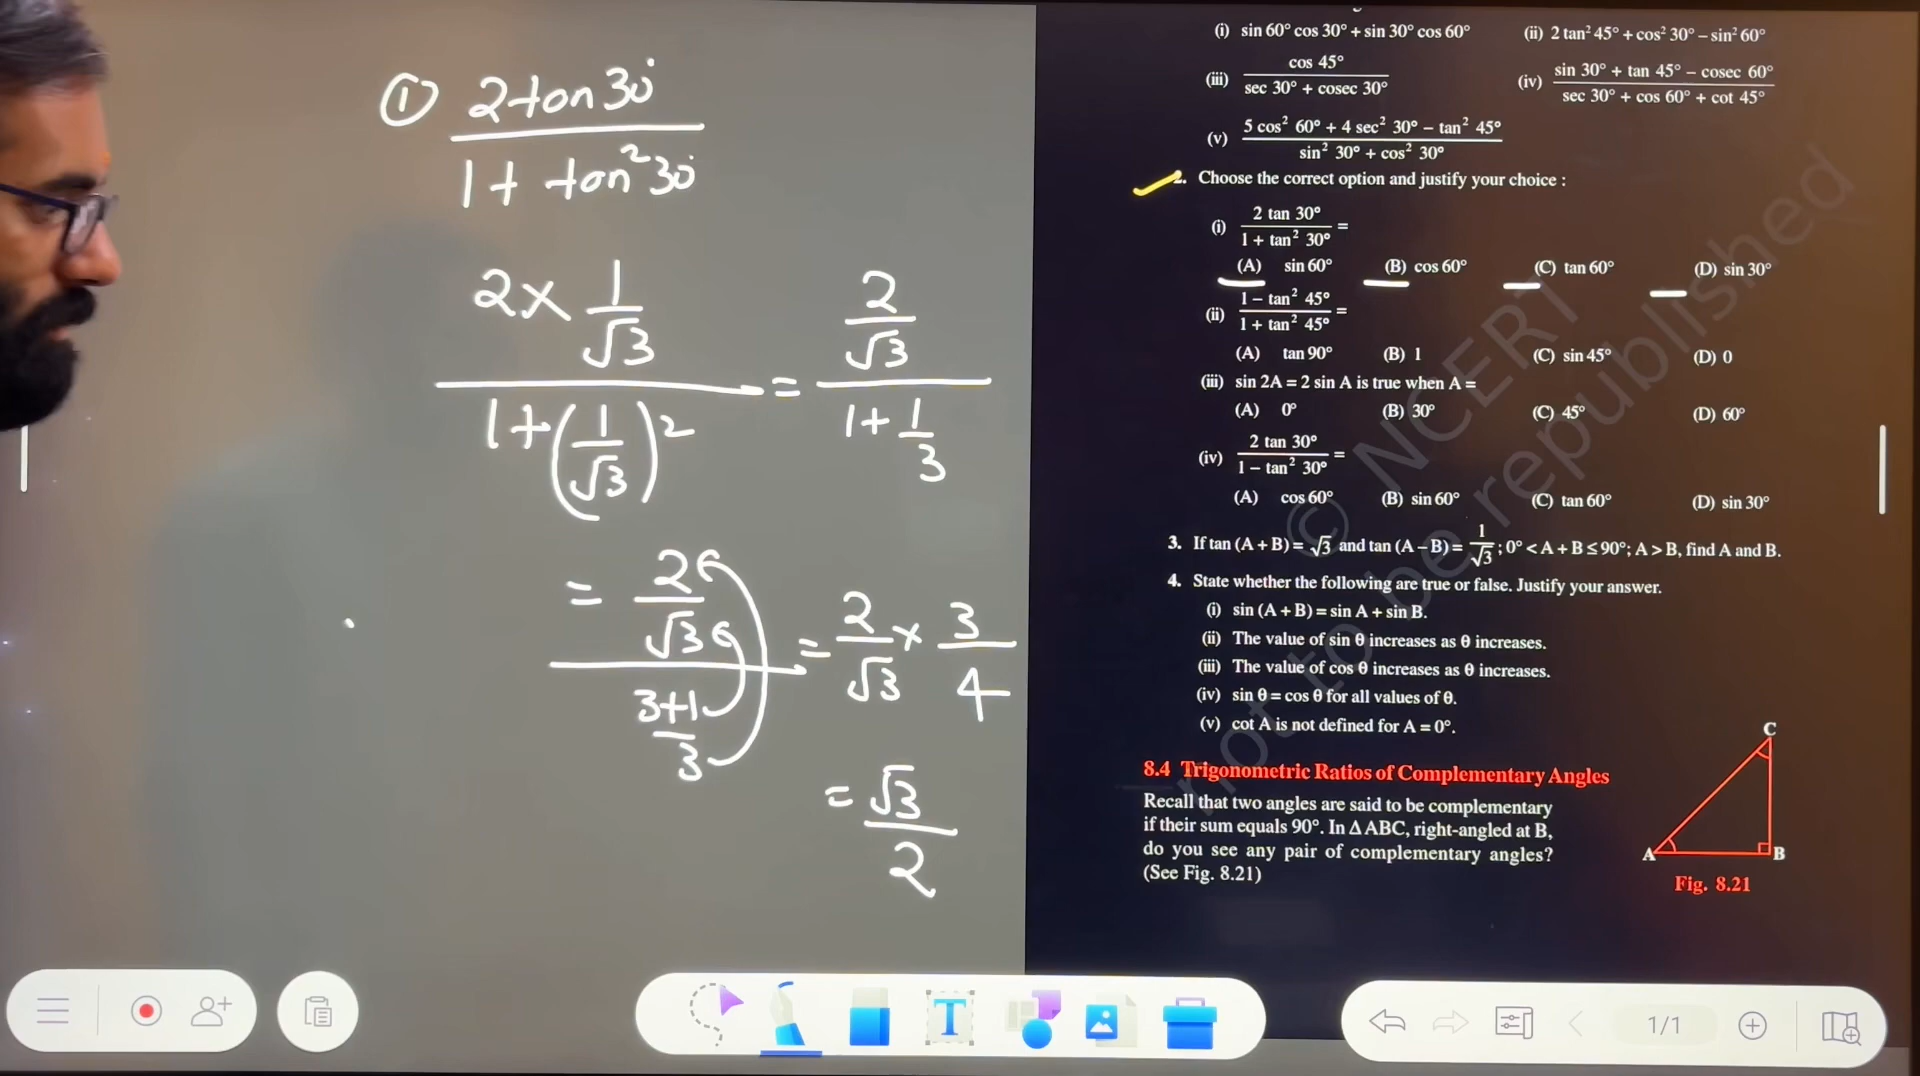 ① 2 tan 30°
1 + tan² 30°
2 × 1/√3
1 + (1/√3)²
= 2/√3
1 + 1/3
= 2/√3
3+1
3
= 2/√3 × 3/4
= √3/2
(i) sin 60° cos 30° + sin 30° cos 60°
(ii) 2 tan² 45° + cos² 30° – sin² 60°
(iii) cos 45°
sec 30° + cosec 30°
(iv) sin 30° + tan 45° – cosec 60°
sec 30° + cos 60° + cot 45°
(v) 5 cos² 60° + 4 sec² 30° – tan² 45°
sin² 30° + cos² 30°
2. Choose the correct option and justify your choice :
(i) 2 tan 30°
1 + tan² 30° =
(A) sin 60° (B) cos 60° (C) tan 60° (D) sin 30°
(ii) 1 – tan² 45°
1 + tan² 45° =
(A) tan 90° (B) 1 (C) sin 45° (D) 0
(iii) sin 2A = 2 sin A is true when A =
(A) 0° (B) 30° (C) 45° (D) 60°
(iv) 2 tan 30°
1 – tan² 30° =
(A) cos 60° (B) sin 60° (C) tan 60° (D) sin 30°
3. If tan (A + B) = √3 and tan (A – B) = 1/√3 ; 0° < A + B ≤ 90°; A > B, find A and B.
4. State whether the following are true or false. Justify your answer.
(i) sin (A + B) = sin A + sin B.
(ii) The value of sin θ increases as θ increases.
(iii) The value of cos θ increases as θ increases.
(iv) sin θ = cos θ for all values of θ.
(v) cot A is not defined for A = 0°.
8.4 Trigonometric Ratios of Complementary Angles
Recall that two angles are said to be complementary
if their sum equals 90°. In Δ ABC, right-angled at B,
do you see any pair of complementary angles?
(See Fig. 8.21)
C
A
B
Fig. 8.21
© NCERT
not to be republished
T
1/1